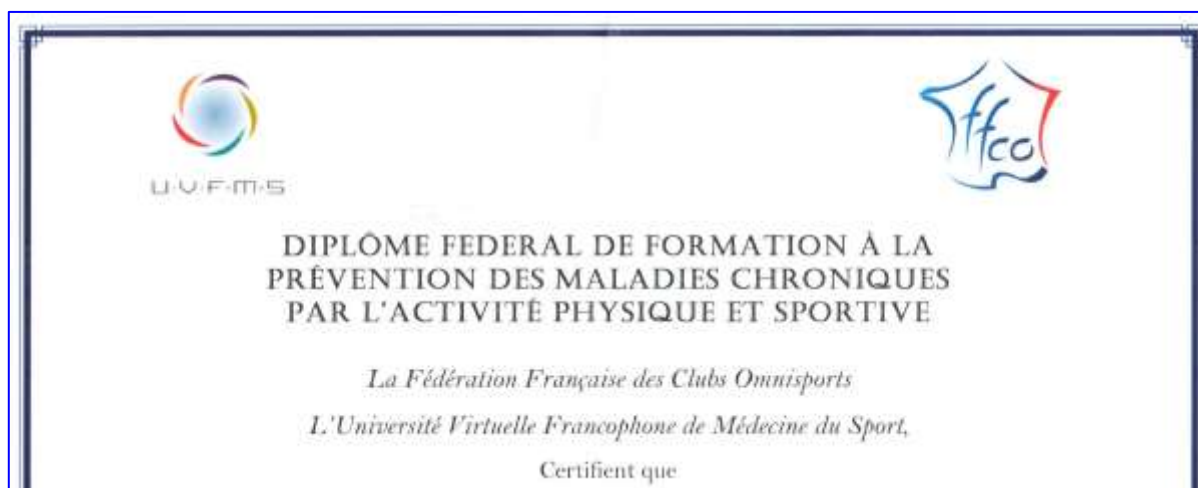 U·V·F·M·S
ffco
DIPLÔME FEDERAL DE FORMATION À LA
PRÉVENTION DES MALADIES CHRONIQUES
PAR L'ACTIVITÉ PHYSIQUE ET SPORTIVE
La Fédération Française des Clubs Omnisports
L'Université Virtuelle Francophone de Médecine du Sport,
Certifient que